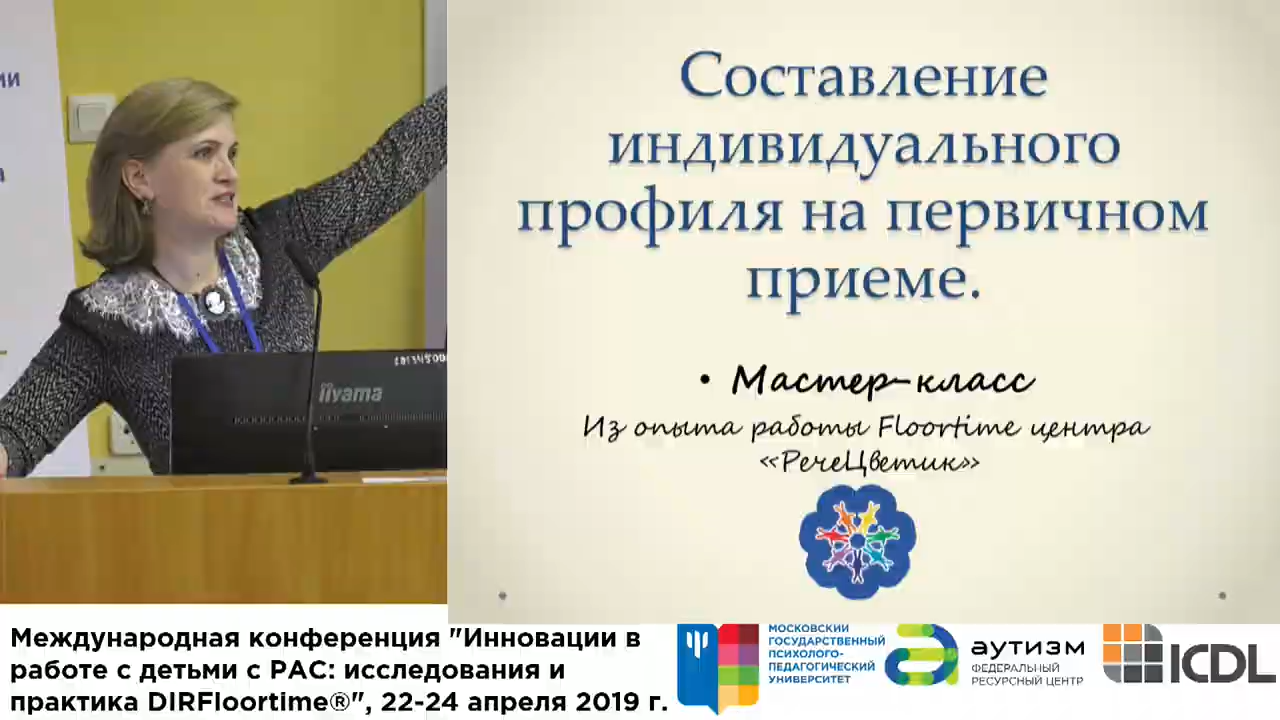 Составление
индивидуального
профиля на первичном
приеме.
• Мастер-класс
Из опыта работы Floortime центра
«РечеЦветик»
iiyama
Международная конференция "Инновации в
работе с детьми с РАС: исследования и
практика DIRFloortime®", 22-24 апреля 2019 г.
МОСКОВСКИЙ
ГОСУДАРСТВЕННЫЙ
ПСИХОЛОГО-
ПЕДАГОГИЧЕСКИЙ
УНИВЕРСИТЕТ
аутизм
ФЕДЕРАЛЬНЫЙ
РЕСУРСНЫЙ ЦЕНТР
ICDL